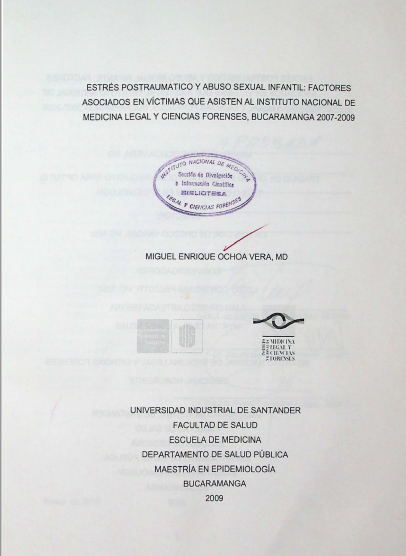 ESTRÉS POSTRAUMATICO Y ABUSO SEXUAL INFANTIL: FACTORES
ASOCIADOS EN VÍCTIMAS QUE ASISTEN AL INSTITUTO NACIONAL DE
MEDICINA LEGAL Y CIENCIAS FORENSES, BUCARAMANGA 2007-2009
INSTITUTO NACIONAL DE MEDICINA
Sección de Divulgación
e Información Científica
BIBLIOTECA
LEGAL Y CIENCIAS FORENSES
MIGUEL ENRIQUE OCHOA VERA, MD
INSTITUTO NACIONAL
MEDICINA
LEGAL Y
CIENCIAS
FORENSES
UNIVERSIDAD INDUSTRIAL DE SANTANDER
FACULTAD DE SALUD
ESCUELA DE MEDICINA
DEPARTAMENTO DE SALUD PÚBLICA
MAESTRÍA EN EPIDEMIOLOGÍA
BUCARAMANGA
2009